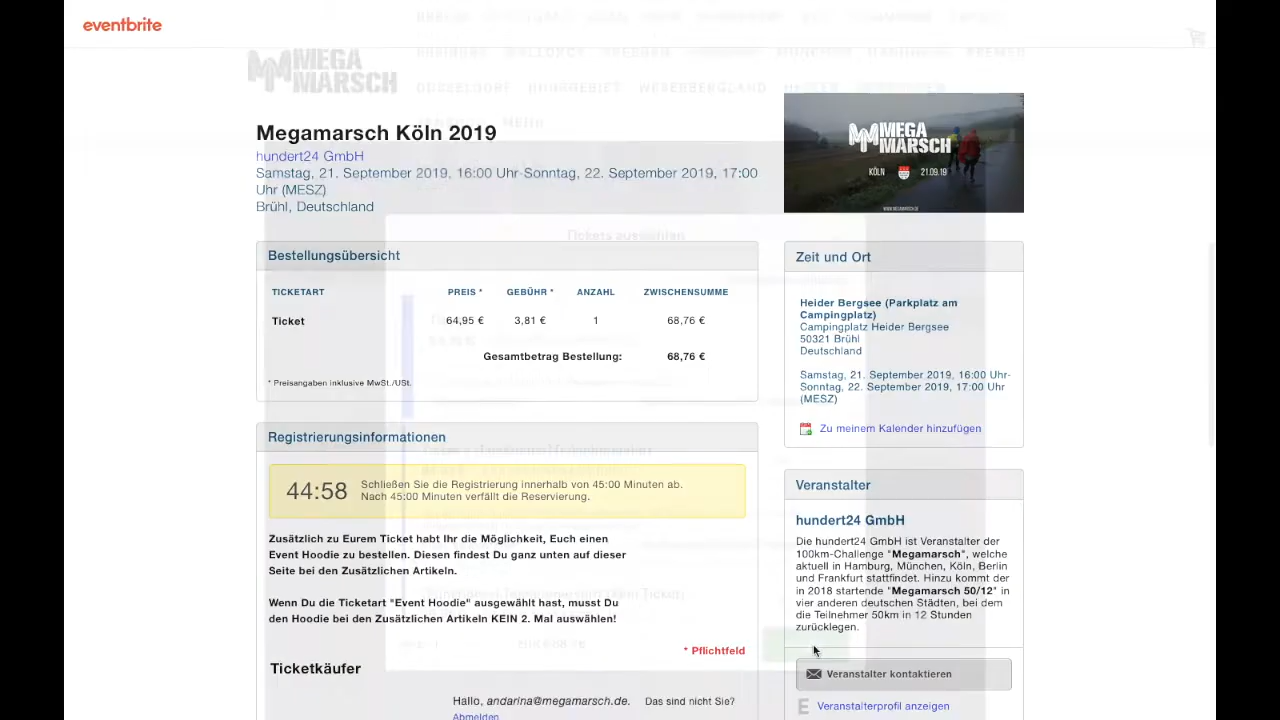 eventbrite
MEGA
MARSCH
Megamarsch Köln 2019
hundert24 GmbH
Samstag, 21. September 2019, 16:00 Uhr-Sonntag, 22. September 2019, 17:00
Uhr (MESZ)
Brühl, Deutschland
MEGA
MARSCH
KÖLN 21.09.19
WWW.MEGAMARSCH.DE
Tickets auswählen
Bestellungsübersicht
TICKETART PREIS * GEBÜHR * ANZAHL ZWISCHENSUMME
Ticket 64,95 € 3,81 € 1 68,76 €
Gesamtbetrag Bestellung: 68,76 €
* Preisangaben inklusive MwSt./USt.
Registrierungsinformationen
44:58
Schließen Sie die Registrierung innerhalb von 45:00 Minuten ab.
Nach 45:00 Minuten verfällt die Reservierung.
Zusätzlich zu Eurem Ticket habt Ihr die Möglichkeit, Euch einen
Event Hoodie zu bestellen. Diesen findest Du ganz unten auf dieser
Seite bei den Zusätzlichen Artikeln.
Wenn Du die Ticketart "Event Hoodie" ausgewählt hast, musst Du
den Hoodie bei den Zusätzlichen Artikeln KEIN 2. Mal auswählen!
* Pflichtfeld
Ticketkäufer
Hallo, andarina@megamarsch.de. Das sind nicht Sie?
Abmelden
Zeit und Ort
Heider Bergsee (Parkplatz am
Campingplatz)
Campingplatz Heider Bergsee
50321 Brühl
Deutschland
Samstag, 21. September 2019, 16:00 Uhr-
Sonntag, 22. September 2019, 17:00 Uhr
(MESZ)
Zu meinem Kalender hinzufügen
Veranstalter
hundert24 GmbH
Die hundert24 GmbH ist Veranstalter der
100km-Challenge "Megamarsch", welche
aktuell in Hamburg, München, Köln, Berlin
und Frankfurt stattfindet. Hinzu kommt der
in 2018 startende "Megamarsch 50/12" in
vier anderen deutschen Städten, bei dem
die Teilnehmer 50km in 12 Stunden
zurücklegen.
Veranstalter kontaktieren
Veranstalterprofil anzeigen